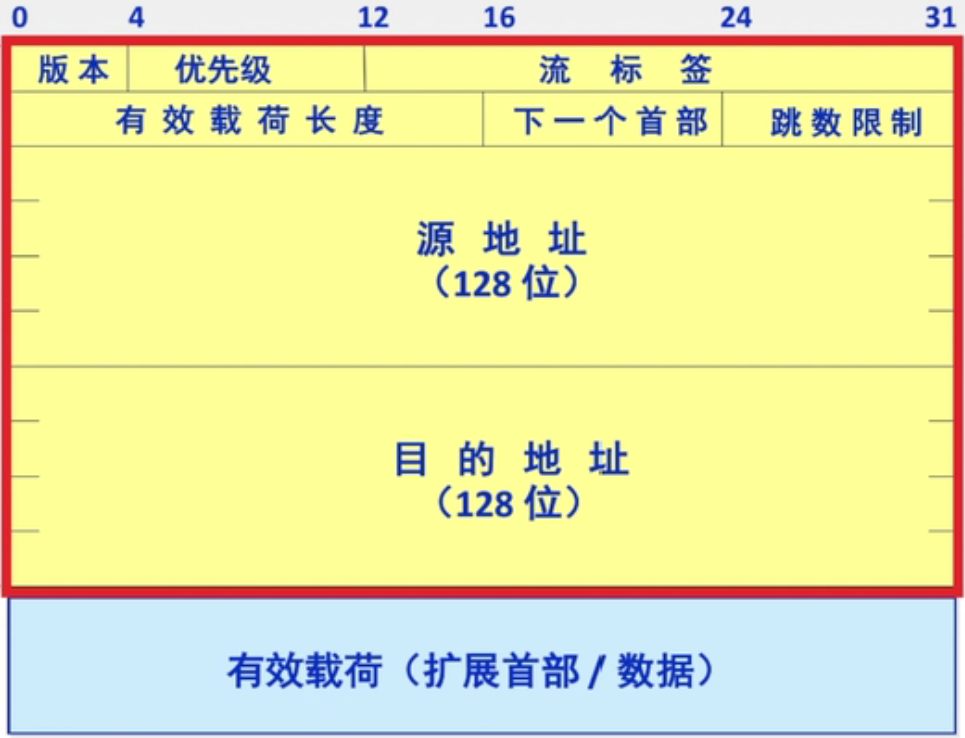 0 4 12 16 24 31
版本 优先级 流标签
有效载荷长度 下一个首部 跳数限制
源地址
（128 位）
目的地址
（128 位）
有效载荷（扩展首部 / 数据）